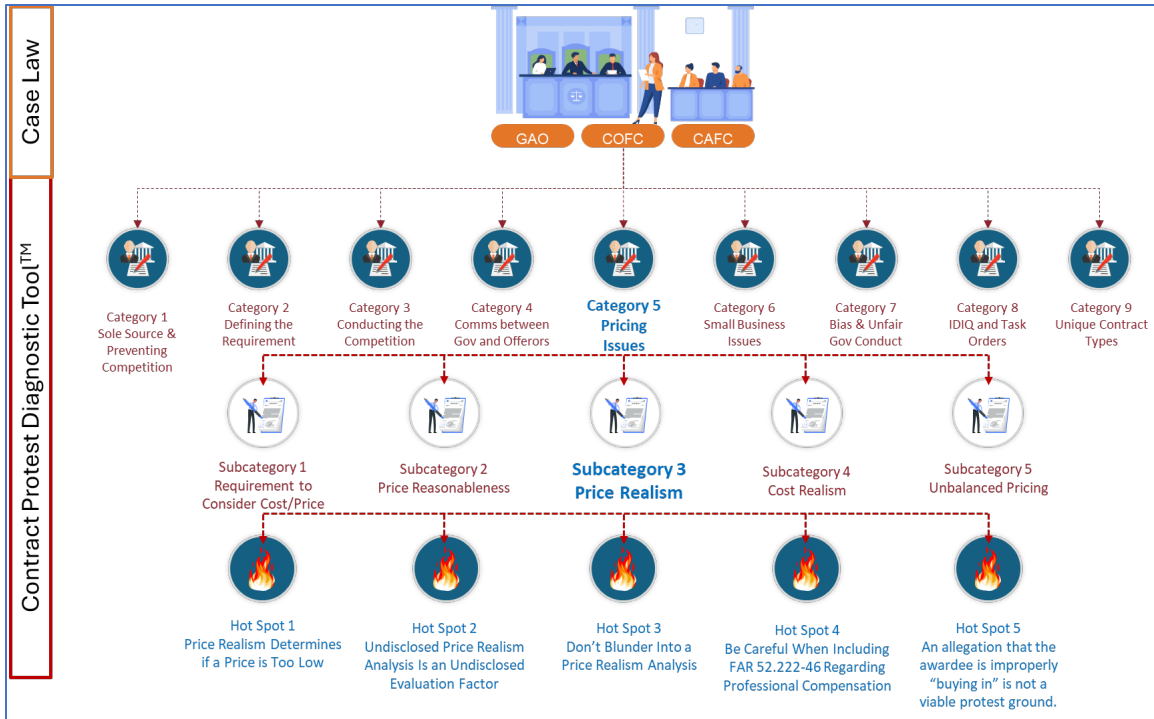 Case Law
GAO
COFC
CAFC
Contract Protest Diagnostic Tool™
Category 1
Sole Source &
Preventing
Competition
Category 2
Defining the
Requirement
Category 3
Conducting the
Competition
Category 4
Comms between
Gov and Offerors
Category 5
Pricing
Issues
Category 6
Small Business
Issues
Category 7
Bias & Unfair
Gov Conduct
Category 8
IDIQ and Task
Orders
Category 9
Unique Contract
Types
Subcategory 1
Requirement to
Consider Cost/Price
Subcategory 2
Price Reasonableness
Subcategory 3
Price Realism
Subcategory 4
Cost Realism
Subcategory 5
Unbalanced Pricing
Hot Spot 1
Price Realism Determines
if a Price is Too Low
Hot Spot 2
Undisclosed Price Realism
Analysis Is an Undisclosed
Evaluation Factor
Hot Spot 3
Don't Blunder Into a
Price Realism Analysis
Hot Spot 4
Be Careful When Including
FAR 52.222-46 Regarding
Professional Compensation
Hot Spot 5
An allegation that the
awardee is improperly
“buying in” is not a
viable protest ground.